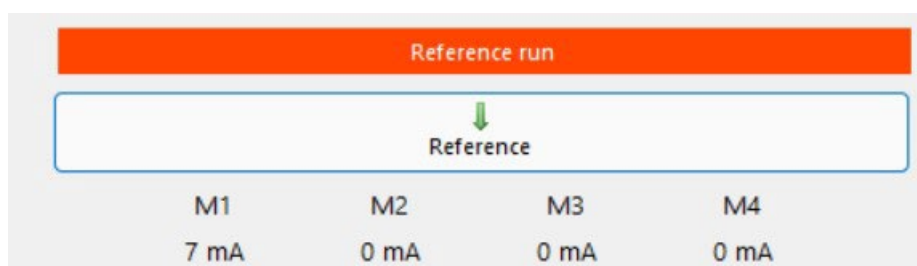 Reference run
Reference
M1 M2 M3 M4
7 mA 0 mA 0 mA 0 mA